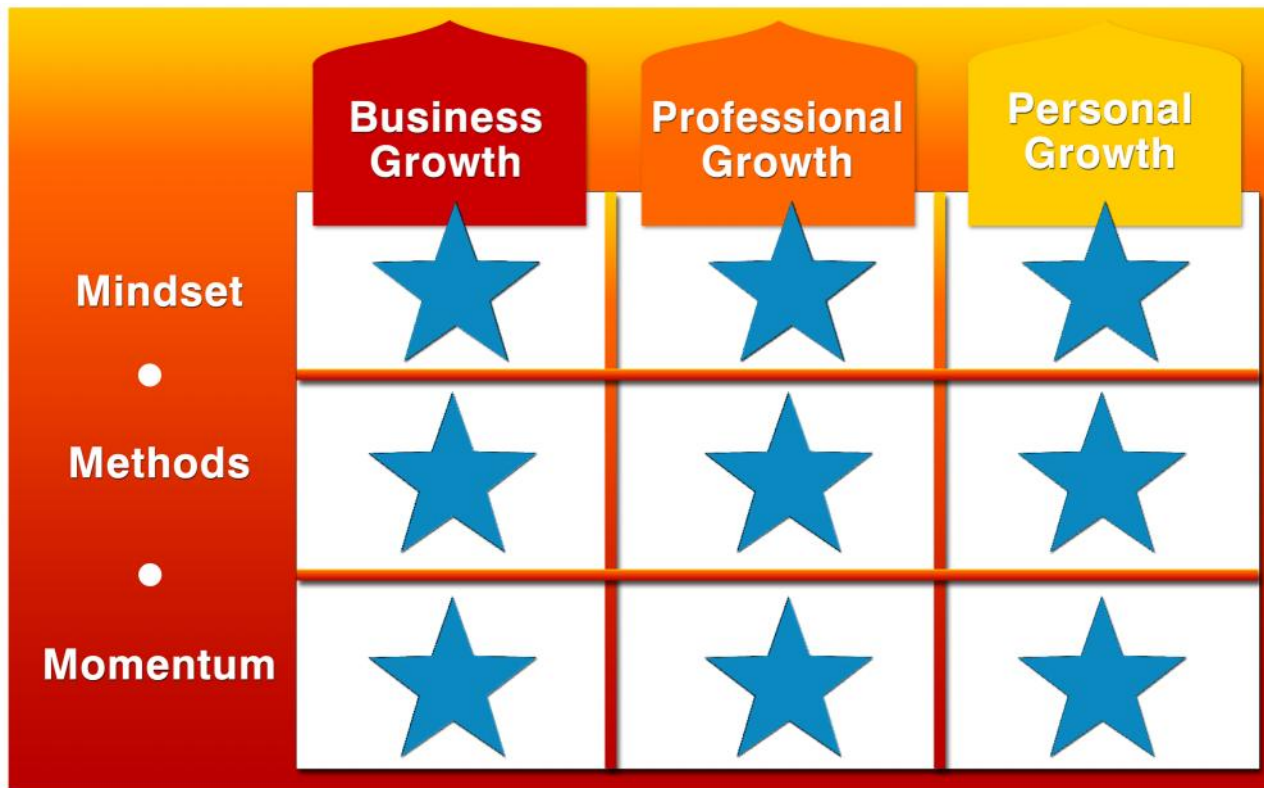 Business
Growth
Professional
Growth
Personal
Growth
Mindset
Methods
Momentum